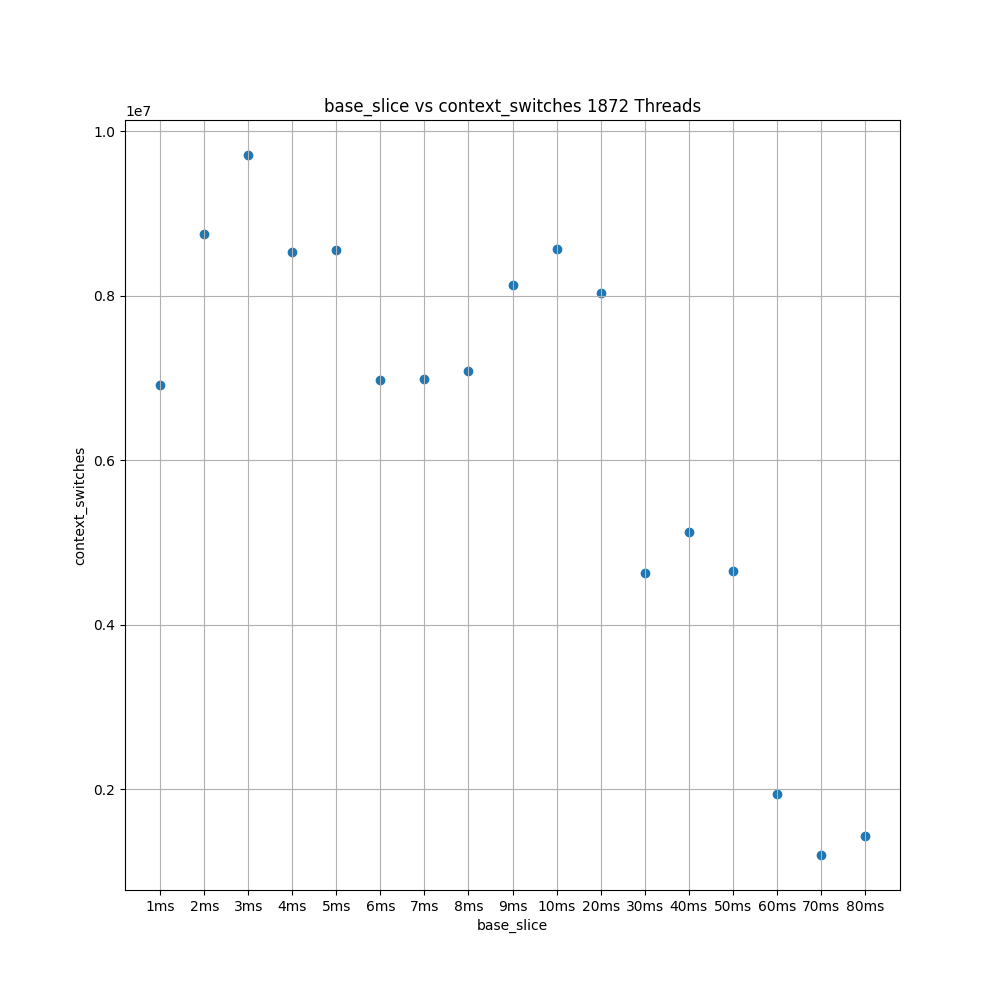 base_slice vs context_switches 1872 Threads
1e7
1.0
0.8
0.6
0.4
0.2
context_switches
1ms 2ms 3ms 4ms 5ms 6ms 7ms 8ms 9ms 10ms 20ms 30ms 40ms 50ms 60ms 70ms 80ms
base_slice